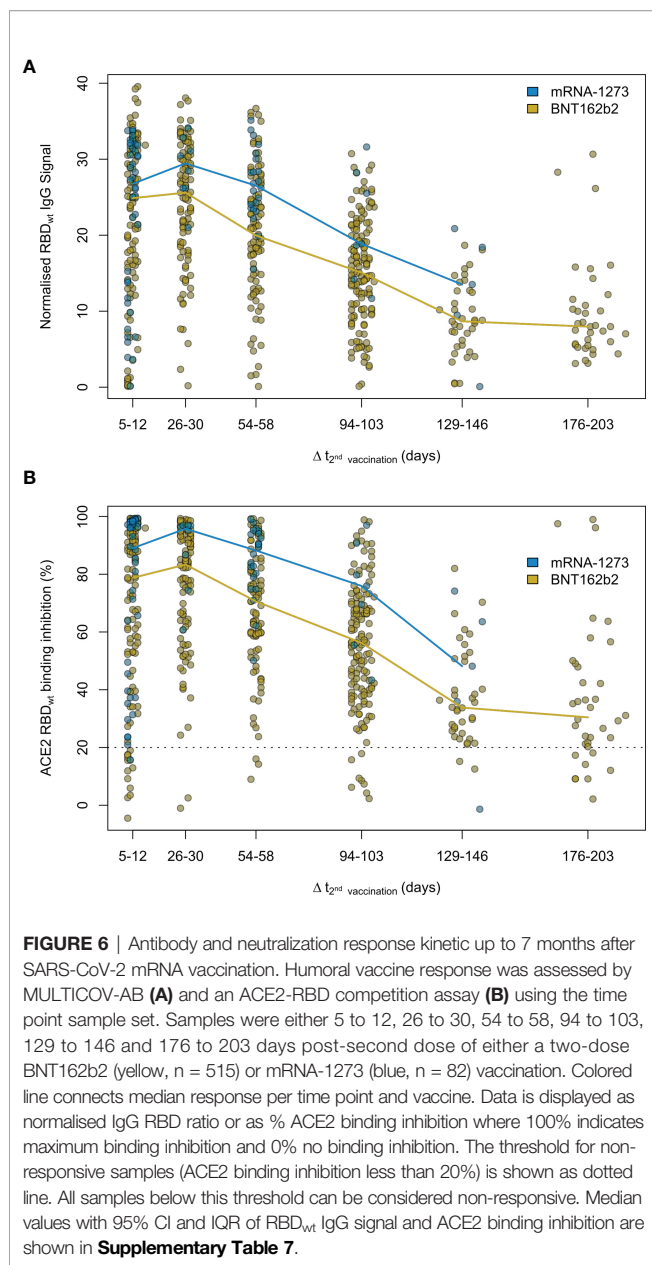 A
Normalised RBDwt IgG Signal
40
30
20
10
0
mRNA-1273
BNT162b2
5-12 26-30 54-58 94-103 129-146 176-203
Δ t2nd vaccination (days)
B
ACE2 RBDwt binding inhibition (%)
100
80
60
40
20
0
mRNA-1273
BNT162b2
5-12 26-30 54-58 94-103 129-146 176-203
Δ t2nd vaccination (days)
FIGURE 6 | Antibody and neutralization response kinetic up to 7 months after
SARS-CoV-2 mRNA vaccination. Humoral vaccine response was assessed by
MULTICOV-AB (A) and an ACE2-RBD competition assay (B) using the time
point sample set. Samples were either 5 to 12, 26 to 30, 54 to 58, 94 to 103,
129 to 146 and 176 to 203 days post-second dose of either a two-dose
BNT162b2 (yellow, n = 515) or mRNA-1273 (blue, n = 82) vaccination. Colored
line connects median response per time point and vaccine. Data is displayed as
normalised IgG RBD ratio or as % ACE2 binding inhibition where 100% indicates
maximum binding inhibition and 0% no binding inhibition. The threshold for non-
responsive samples (ACE2 binding inhibition less than 20%) is shown as dotted
line. All samples below this threshold can be considered non-responsive. Median
values with 95% CI and IQR of RBDwt IgG signal and ACE2 binding inhibition are
shown in Supplementary Table 7.